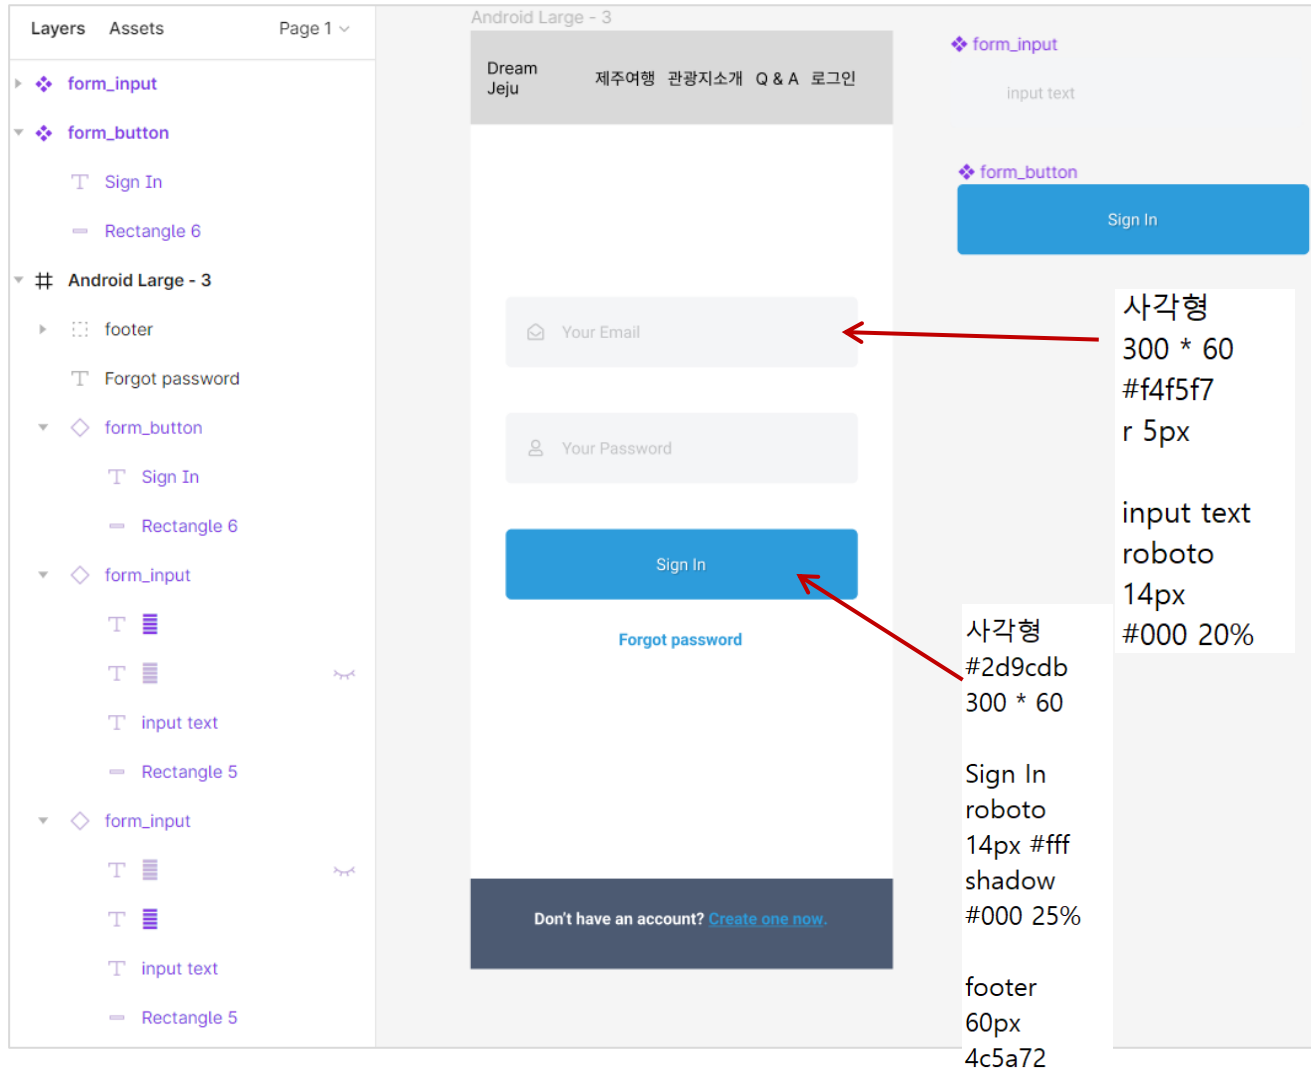 Layers Assets Page 1
form_input
form_button
Sign In
Rectangle 6
Android Large - 3
footer
Forgot password
form_button
Sign In
Rectangle 6
form_input
input text
Rectangle 5
form_input
input text
Rectangle 5
Android Large - 3
Dream
Jeju
제주여행 관광지소개 Q & A 로그인
Your Email
Your Password
Sign In
Forgot password
Don't have an account? Create one now.
form_input
input text
form_button
Sign In
사각형
300 * 60
#f4f5f7
r 5px
input text
roboto
14px
#000 20%
사각형
#2d9cdb
300 * 60
Sign In
roboto
14px #fff
shadow
#000 25%
footer
60px
4c5a72